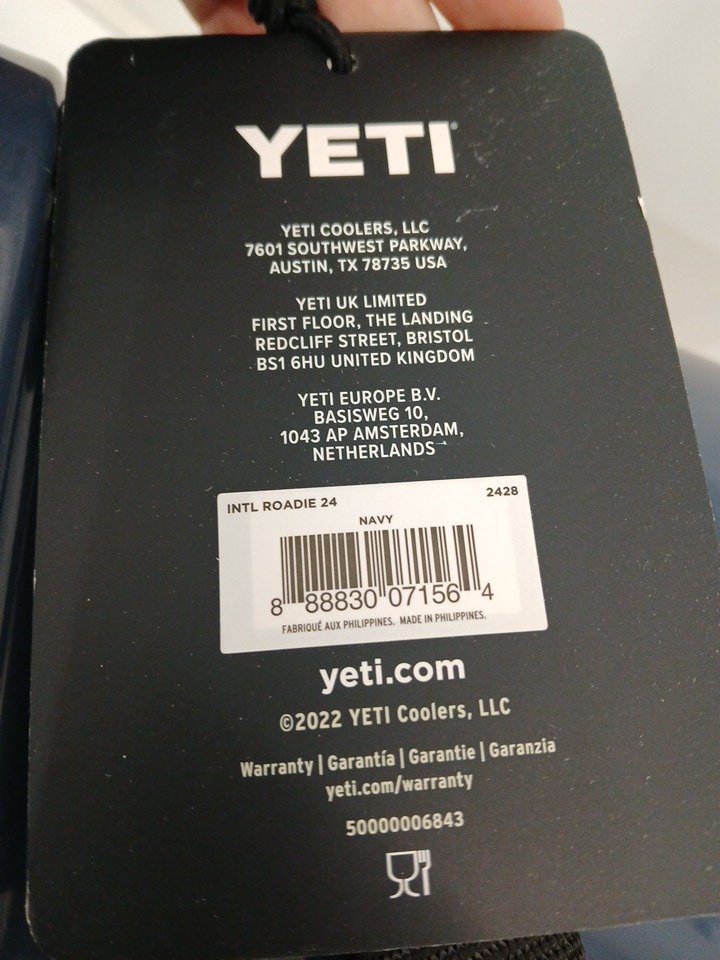 YETI
YETI COOLERS, LLC
7601 SOUTHWEST PARKWAY,
AUSTIN, TX 78735 USA
YETI UK LIMITED
FIRST FLOOR, THE LANDING
REDCLIFF STREET, BRISTOL
BS1 6HU UNITED KINGDOM
YETI EUROPE B.V.
BASISWEG 10,
1043 AP AMSTERDAM,
NETHERLANDS
INTL ROADIE 24 2428
NAVY
8 88830 07156 4
FABRIQUÉ AUX PHILIPPINES. MADE IN PHILIPPINES.
yeti.com
©2022 YETI Coolers, LLC
Warranty | Garantía | Garantie | Garanzia
yeti.com/warranty
50000006843